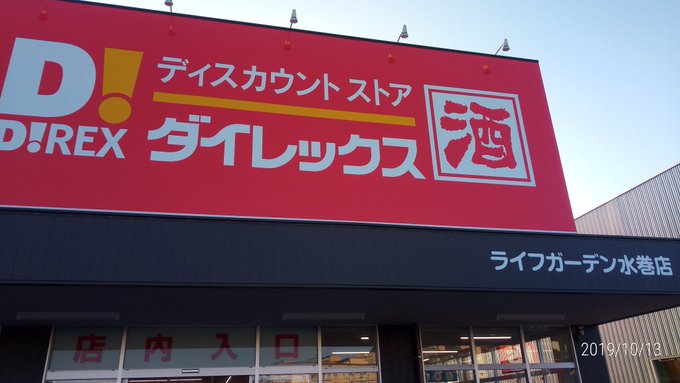 D!
D!REX
ディスカウント ストア
ダイレックス
酒
ライフガーデン水巻店
店内入口
2019/10/13